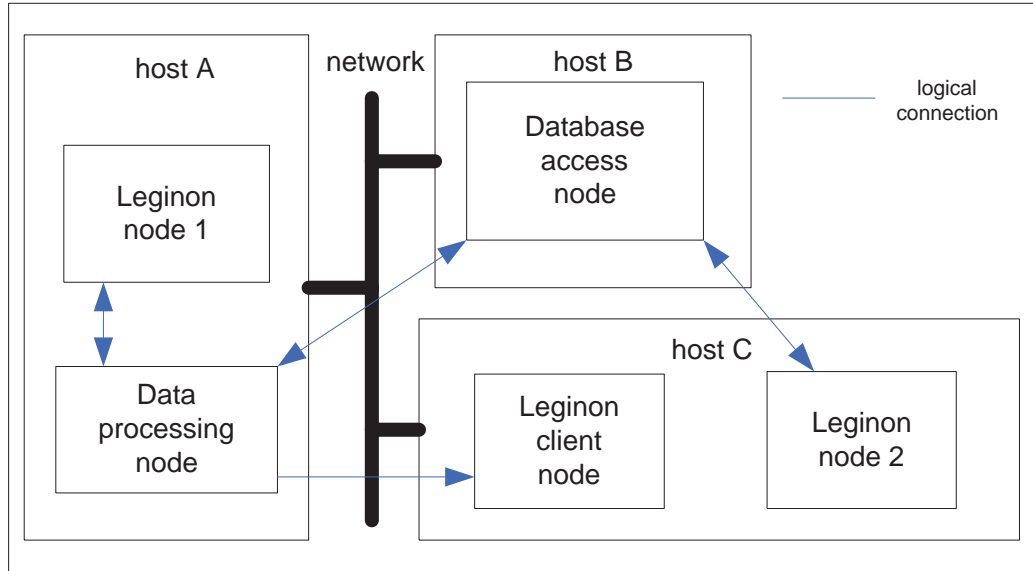 host A
network
host B
logical
connection
Database
access
node
Leginon
node 1
host C
Data
processing
node
Leginon
client
node
Leginon
node 2